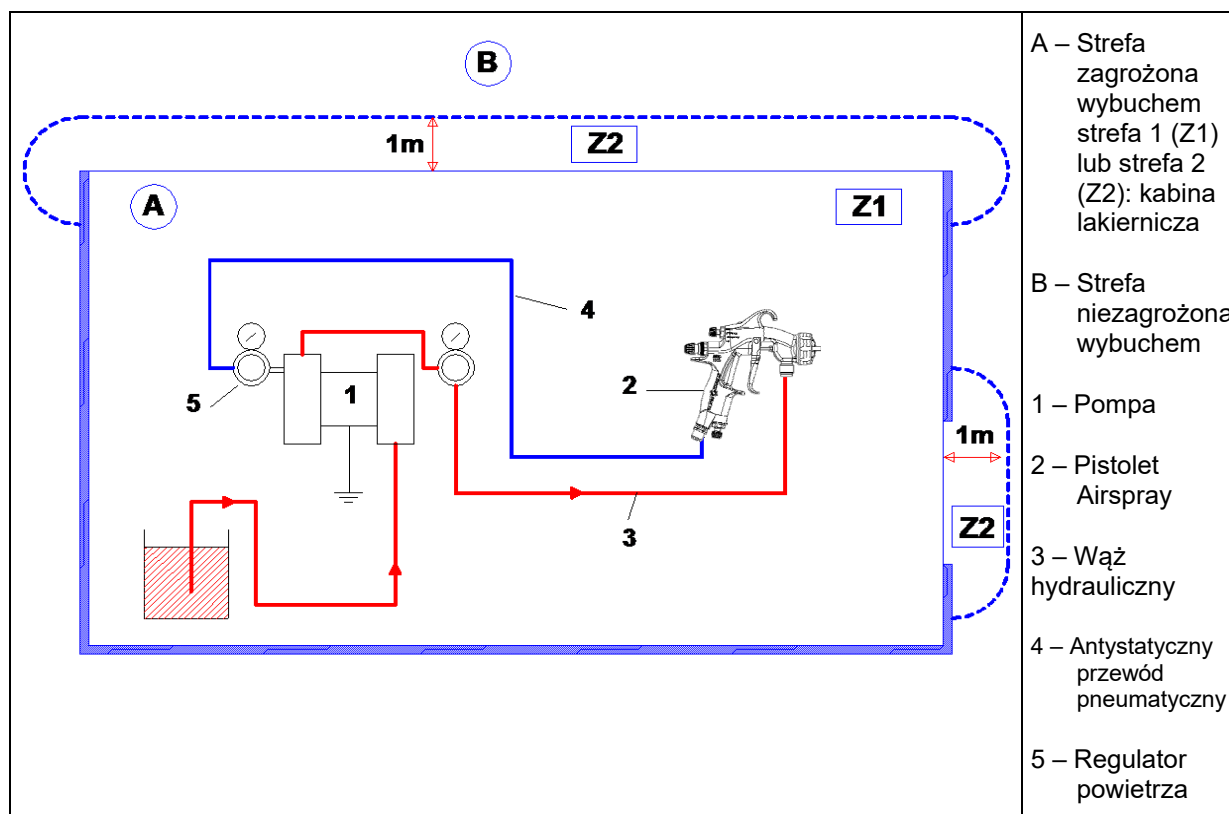 B
1m
Z2
A
Z1
4
5
1
2
1m
Z2
3
A – Strefa
zagrożona
wybuchem
strefa 1 (Z1)
lub strefa 2
(Z2): kabina
lakiernicza
B – Strefa
niezagrożona
wybuchem
1 – Pompa
2 – Pistolet
Airspray
3 – Wąż
hydrauliczny
4 – Antystatyczny
przewód
pneumatyczny
5 – Regulator
powietrza